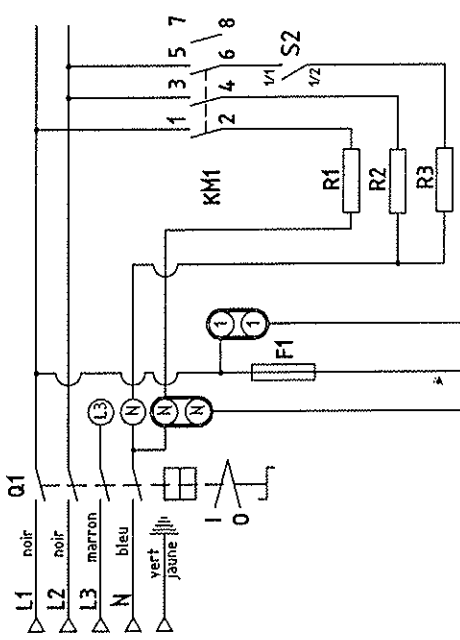 L1
noir
Q1
L2
noir
L3
marron
L3
N
bleu
N
vert
jaune
N
N
I
O
1
1
F1
KM1
1
2
3
4
5
6
7
8
S2
1/1
1/2
R1
R2
R3